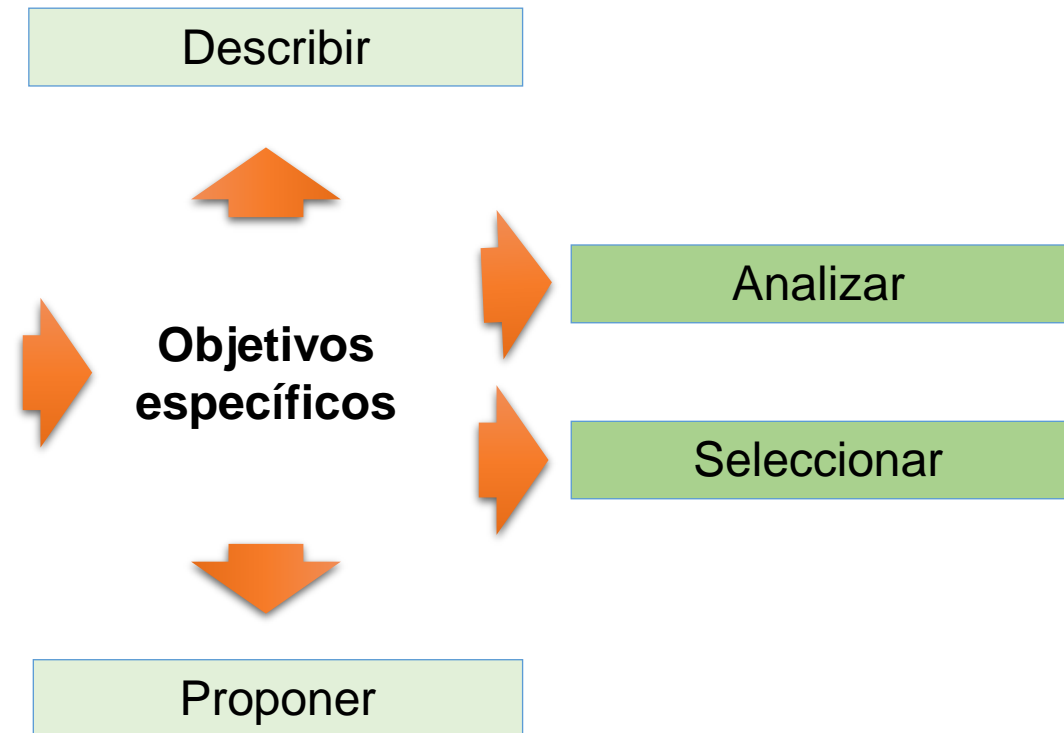 Describir
Analizar
Objetivos
específicos
Seleccionar
Proponer